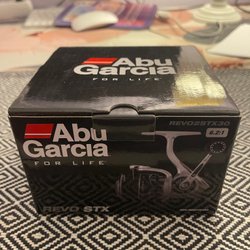 Abu
Garcia
FOR LIFE
Abu
Garcia
FOR LIFE
REVO2STX30
6.2:1
REVO STX